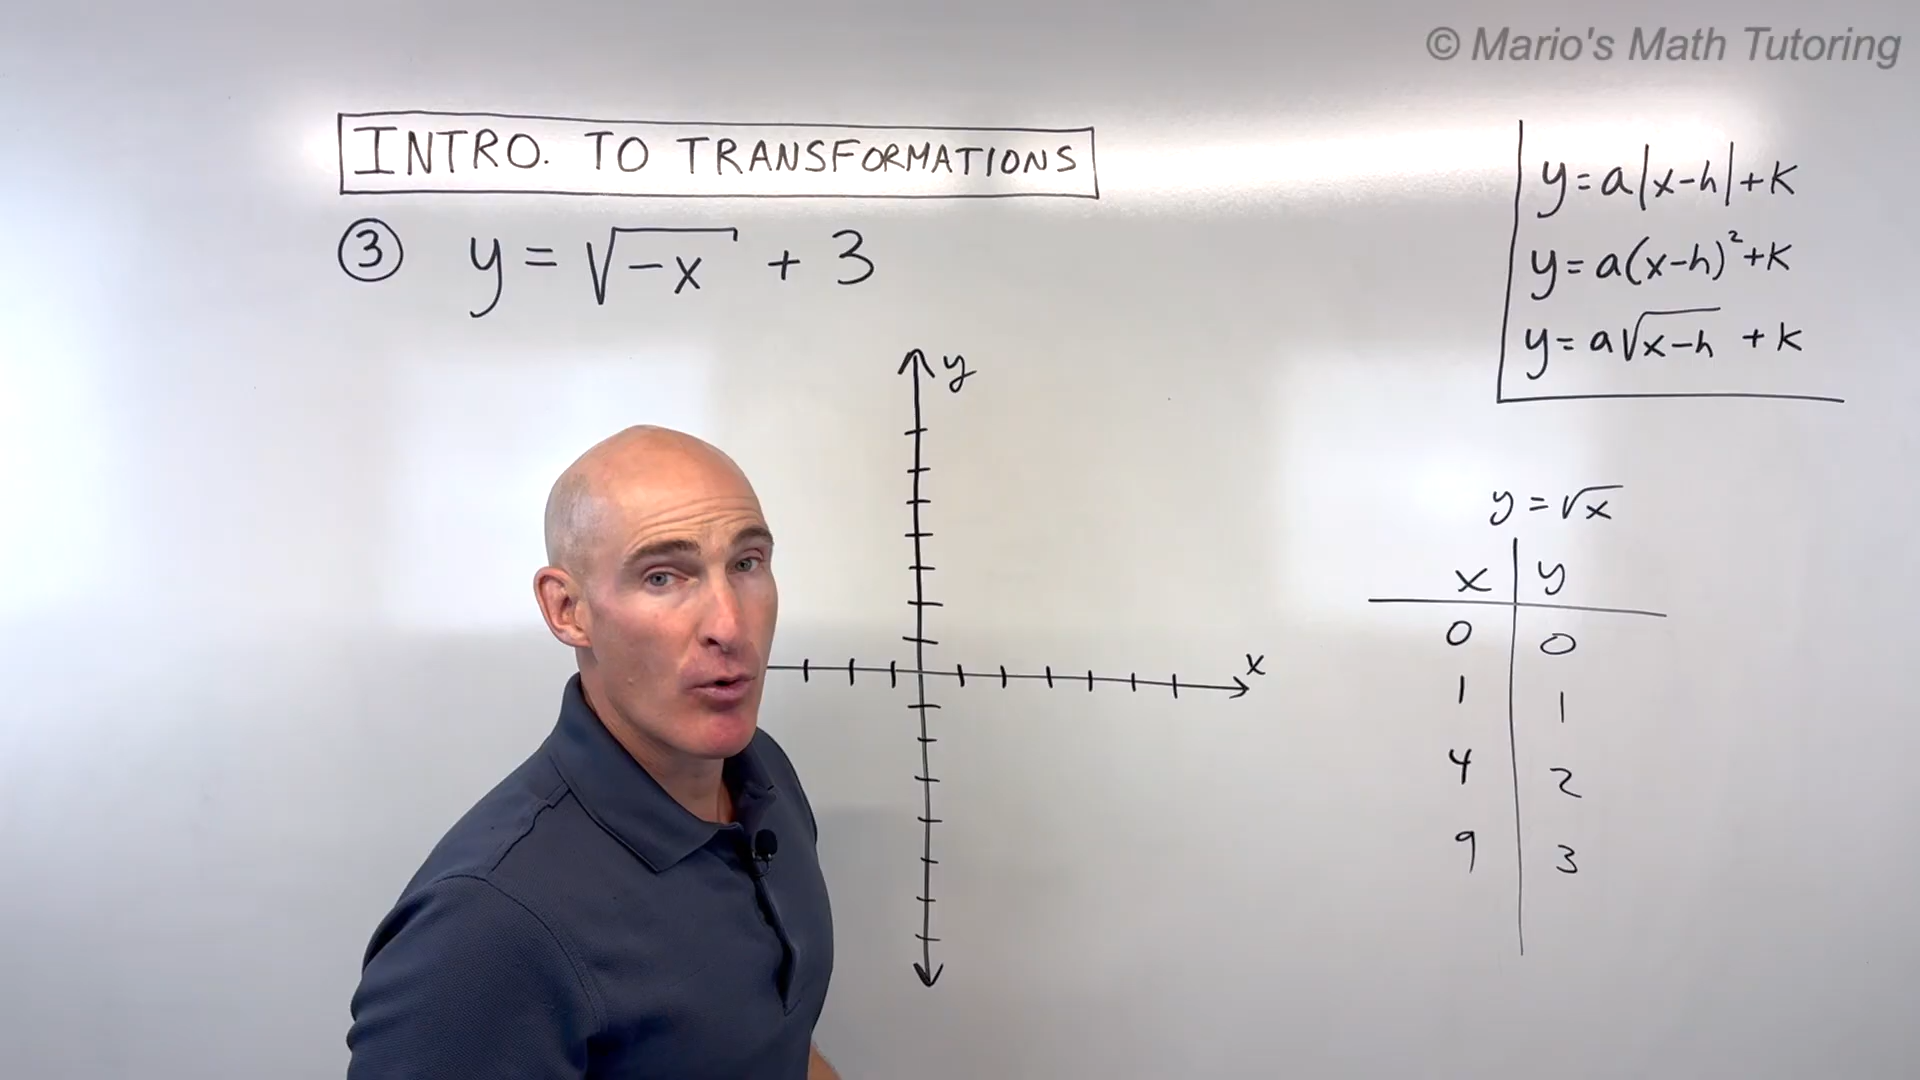 © Mario's Math Tutoring
INTRO. TO TRANSFORMATIONS
③ y = √-x + 3
y = a|x-h| + k
y = a(x-h)² + k
y = a√x-h + k
y
x
y = √x
x y
0 0
1 1
4 2
9 3